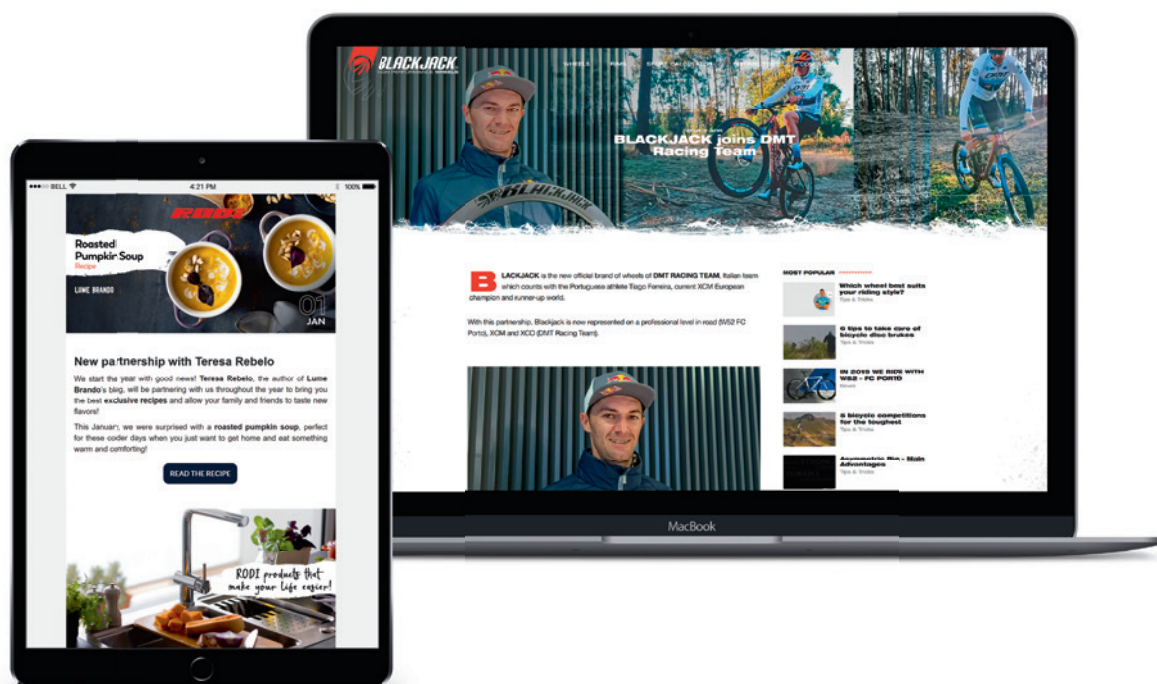 BLACKJACK
HIGH PERFORMANCE WHEELS
WHEELS
BLACKJACK joins DMT
Racing Team
BLACKJACK
BLACKJACK is the new official brand of wheels of DMT RACING TEAM, Italian team
which counts with the Portuguese athlete Tiago Ferreira, current XCM European
champion and runner-up world.
With this partnership, Blackjack is now represented on a professional level in road (W52 FC
Porto), XCM and XCO (DMT Racing Team).
MOST POPULAR
Which wheel best suits
your riding style?
Tips & Tricks
6 tips to take care of
bicycle disc brakes
Tips & Tricks
IN 2019 WE RIDE WITH
W52 - FC PORTO
News
5 bicycle competitions
for the toughest
Tips & Tricks
Asymmetric Rim - Main
Advantages
Tips & Tricks
MacBook
BELL
4:21 PM
100%
RODI
Roasted
Pumpkin Soup
Recipe
LUME BRANDO
01
JAN
New partnership with Teresa Rebelo
We start the year with good news! Teresa Rebelo, the author of Lume
Brando's blog, will be partnering with us throughout the year to bring you
the best exclusive recipes and allow your family and friends to taste new
flavors!
This January, we were surprised with a roasted pumpkin soup, perfect
for these coder days when you just want to get home and eat something
warm and comforting!
READ THE RECIPE
RODI products that
make your life easier!